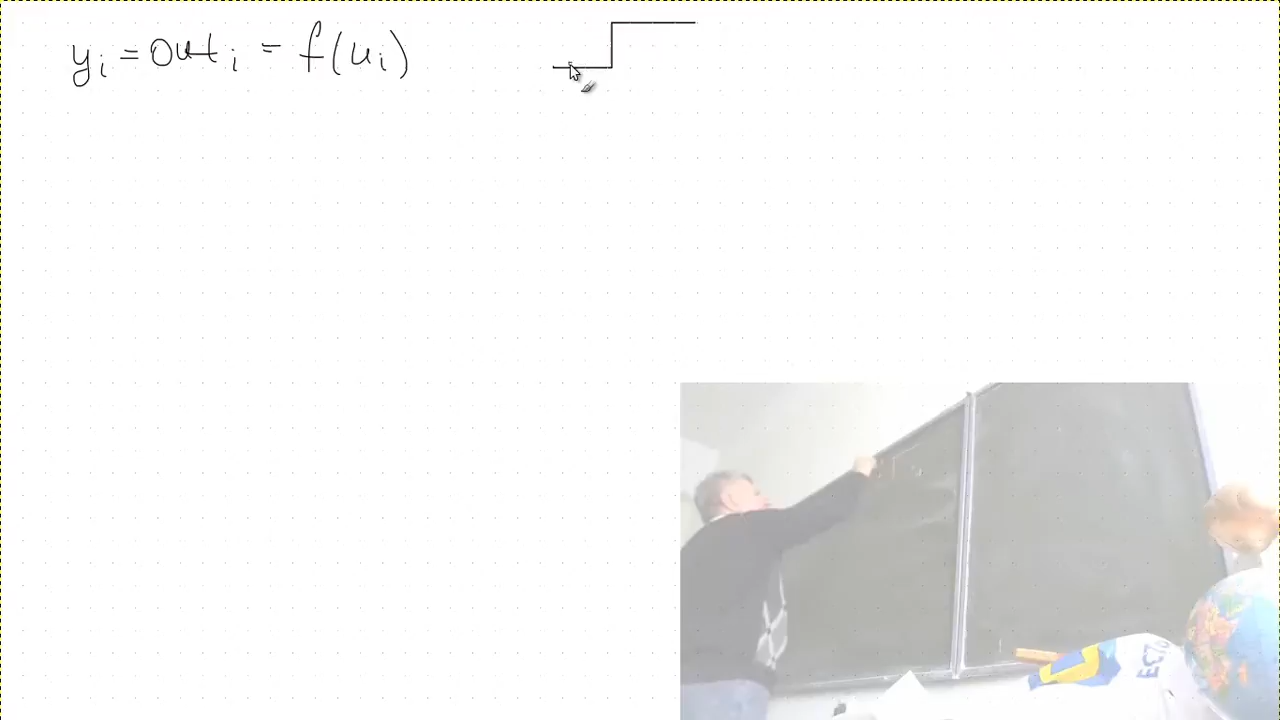 y_i = out_i = f(u_i)